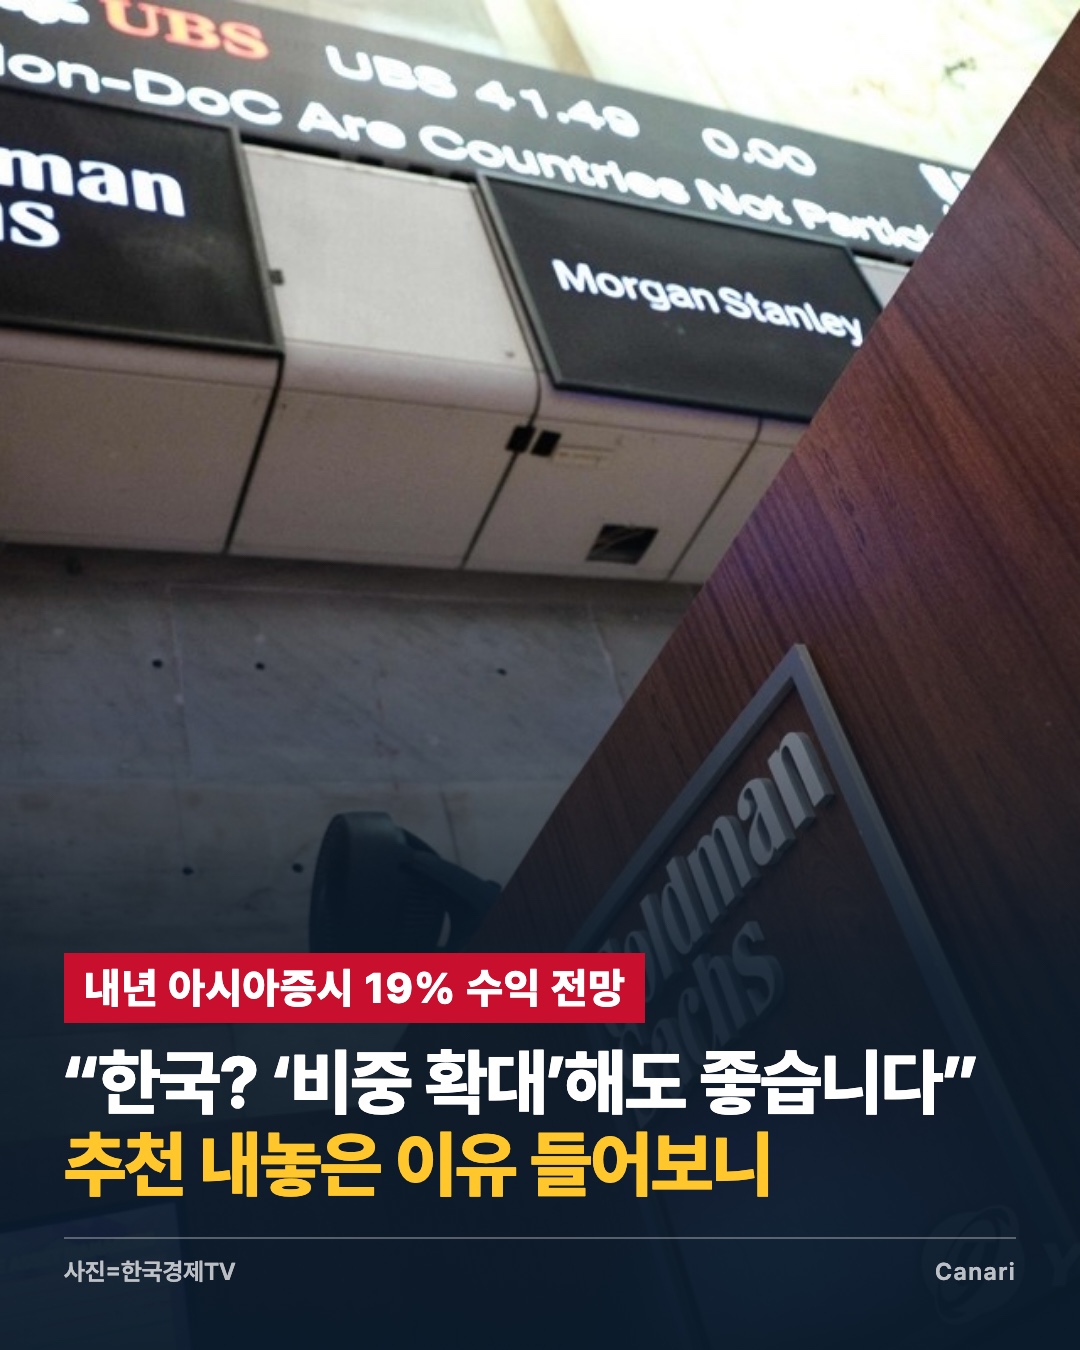 UBS UBS 41.49 0.00
Non-DoC Are Countries Not Partic
man
hs
Morgan Stanley
Goldman
Sachs
내년 아시아증시 19% 수익 전망
“한국? ‘비중 확대’해도 좋습니다”
추천 내놓은 이유 들어보니
사진=한국경제TV
Canari